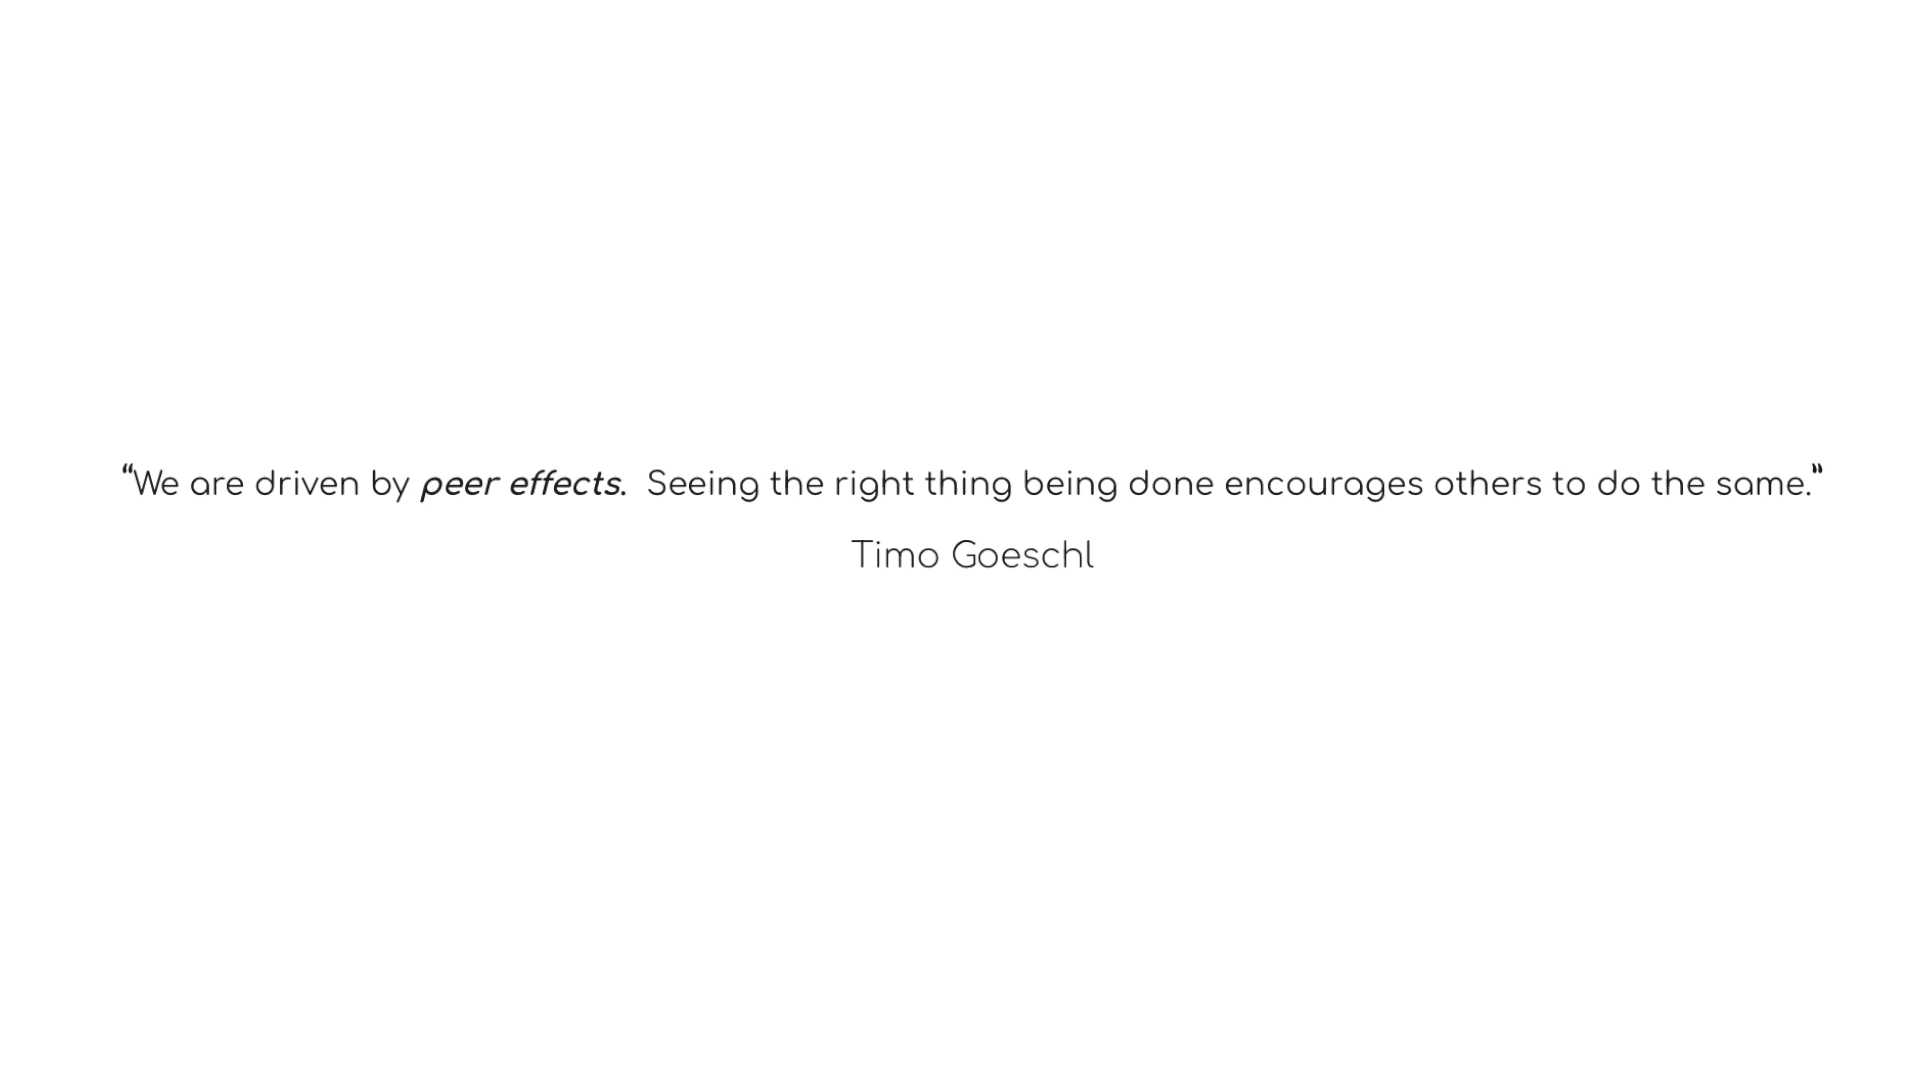 “We are driven by peer effects.  Seeing the right thing being done encourages others to do the same.”
Timo Goeschl